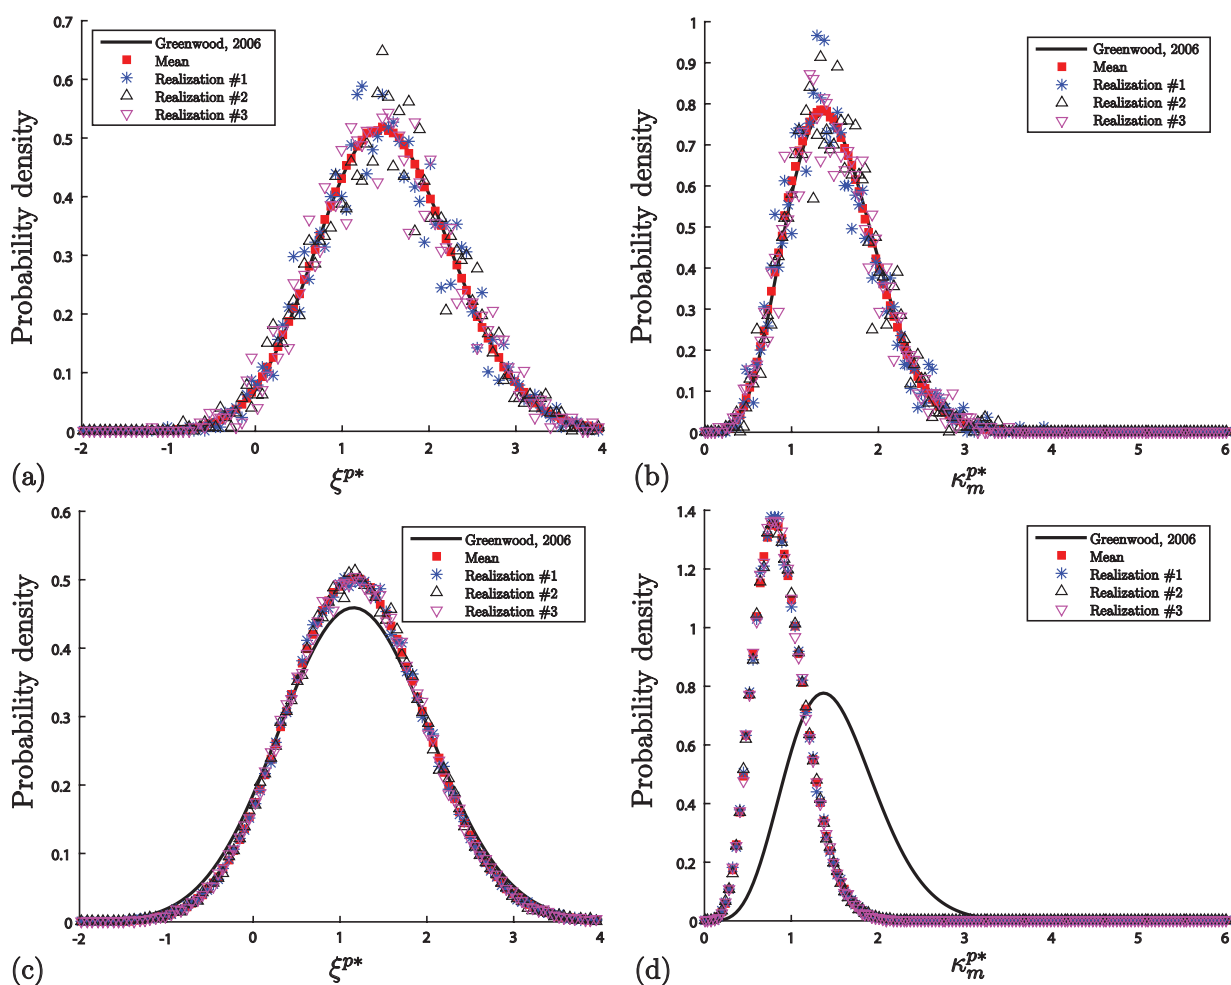 Probability density
0.7
0.6
0.5
0.4
0.3
0.2
0.1
0
-2 -1 0 1 2 3 4
Greenwood, 2006
Mean
Realization #1
Realization #2
Realization #3
(a)
ξ^{p*}
Probability density
1
0.9
0.8
0.7
0.6
0.5
0.4
0.3
0.2
0.1
0
0 1 2 3 4 5 6
Greenwood, 2006
Mean
Realization #1
Realization #2
Realization #3
(b)
κ_m^{p*}
Probability density
0.6
0.5
0.4
0.3
0.2
0.1
0
-2 -1 0 1 2 3 4
Greenwood, 2006
Mean
Realization #1
Realization #2
Realization #3
(c)
ξ^{p*}
Probability density
1.4
1.2
1
0.8
0.6
0.4
0.2
0
0 1 2 3 4 5 6
Greenwood, 2006
Mean
Realization #1
Realization #2
Realization #3
(d)
κ_m^{p*}